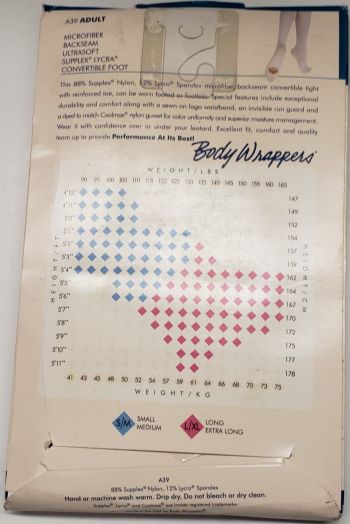 A39 ADULT
MICROFIBER
BACKSEAM
ULTRASOFT
SUPPLEX® LYCRA®
CONVERTIBLE FOOT
This 88% Supplex® Nylon, 12% Lycra® Spandex microfiber backseam convertible tight
with reinforced toe, can be worn footed or footless. Special features include exceptional
durability and comfort along with a sewn on logo waistband, an invisible run guard and
a dyed to match Coolmax® nylon gusset for color uniformity and superior moisture management.
Wear it with confidence over or under your leotard. Excellent fit, comfort and quality
team up to provide Performance At Its Best!
Body Wrappers®
WEIGHT/LBS
90 95 100 105 110 115 120 125 130 135 140 145 150 155 160 165
HEIGHT/FT
4'10"
4'11"
5'0"
5'1"
5'2"
5'3"
5'4"
5'5"
5'6"
5'7"
5'8"
5'9"
5'10"
5'11"
147
149
152
154
157
159
162
164
167
170
172
175
177
178
HEIGHT/CM
41 43 45 48 50 52 54 57 59 61 64 66 68 70 73 75
WEIGHT/KG
S/M SMALL MEDIUM
L/XL LONG EXTRA LONG
A39
88% Supplex® Nylon, 12% Lycra® Spandex
Hand or machine wash warm. Drip dry. Do not bleach or dry clean.
Supplex®, Lycra® and Coolmax® are Invista registered trademarks.